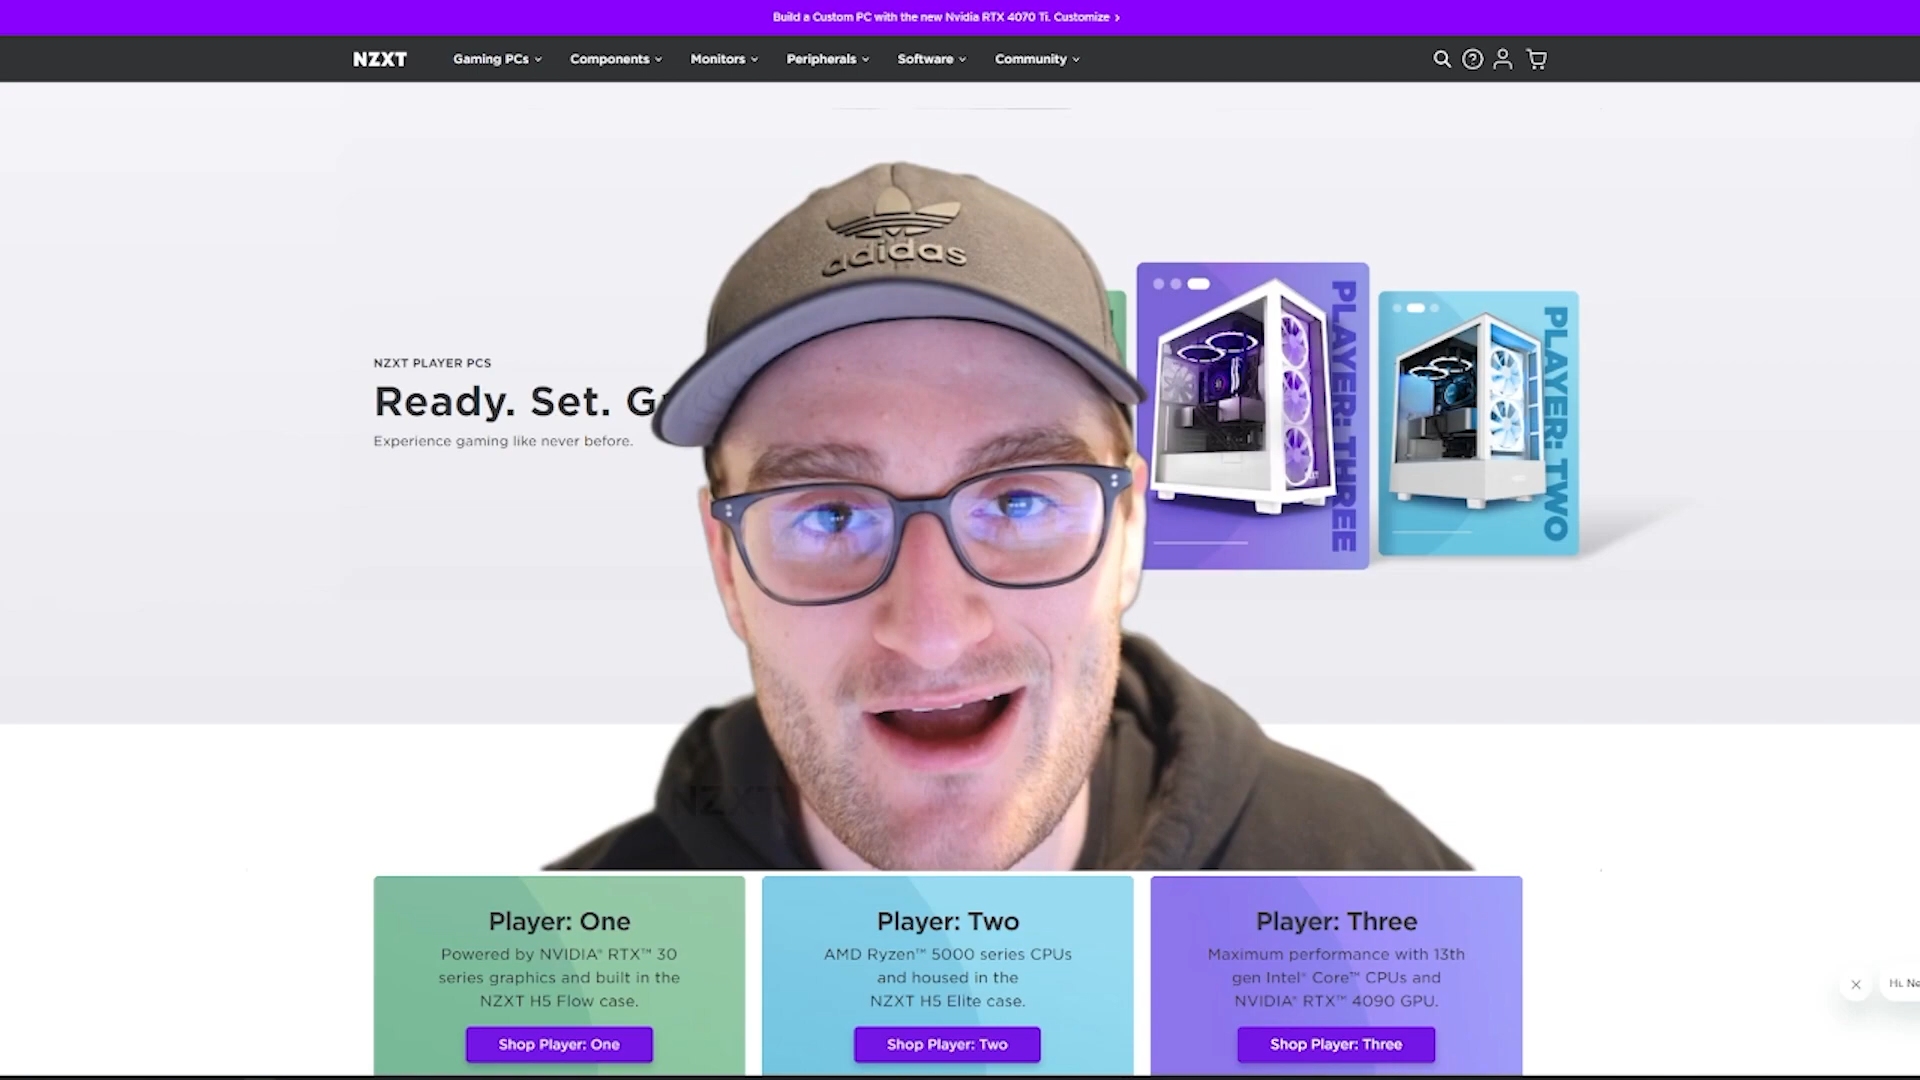 Build a Custom PC with the new Nvidia RTX 4070 Ti. Customize >
NZXT Gaming PCs Components Monitors Peripherals Software Community
adidas
NZXT PLAYER PCS
Ready. Set.
Experience gaming like never before.
PLAYER: THREE
PLAYER: TWO
NZXT
Player: One
Powered by NVIDIA® RTX™ 30
series graphics and built in the
NZXT H5 Flow case.
Shop Player: One
Player: Two
AMD Ryzen™ 5000 series CPUs
and housed in the
NZXT H5 Elite case.
Shop Player: Two
Player: Three
Maximum performance with 13th
gen Intel® Core™ CPUs and
NVIDIA® RTX™ 4090 GPU.
Shop Player: Three
Hi,